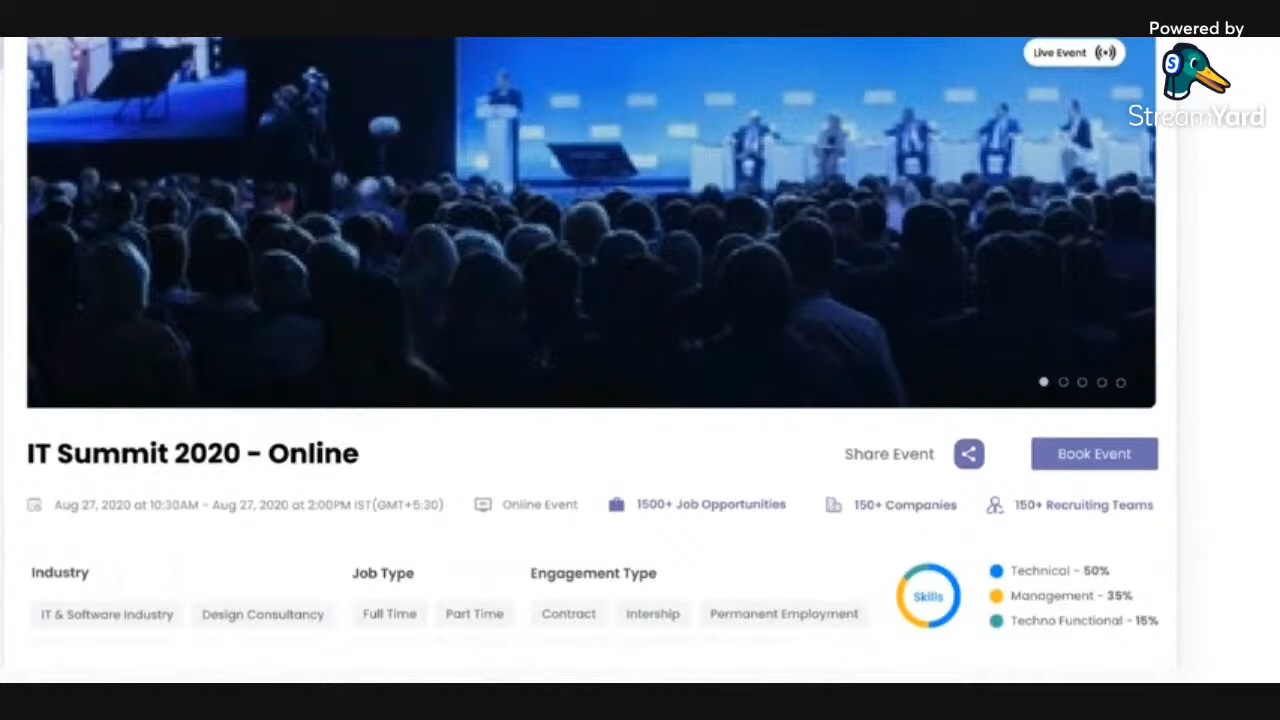 Powered by
StreamYard
Live Event
IT Summit 2020 - Online
Share Event
Book Event
Aug 27, 2020 at 10:30AM - Aug 27, 2020 at 2:00PM IST(GMT+5:30)
Online Event
1500+ Job Opportunities
150+ Companies
150+ Recruiting Teams
Industry
Job Type
Engagement Type
IT & Software Industry
Design Consultancy
Full Time
Part Time
Contract
Intership
Permanent Employment
Skills
Technical - 50%
Management - 35%
Techno Functional - 15%